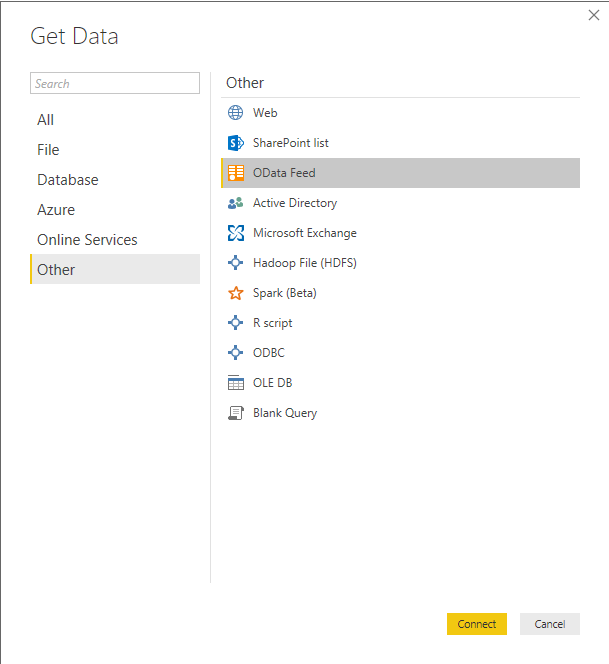 Get Data
Search
All
File
Database
Azure
Online Services
Other
Other
Web
SharePoint list
OData Feed
Active Directory
Microsoft Exchange
Hadoop File (HDFS)
Spark (Beta)
R script
ODBC
OLE DB
Blank Query
Connect
Cancel